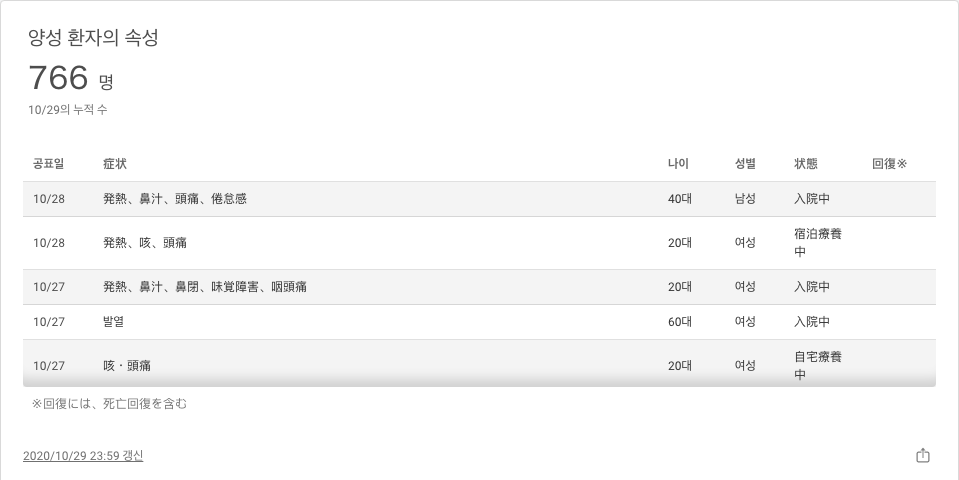 양성 환자의 속성
766 명
10/29의 누적 수
공표일 症状 나이 성별 状態 回復※
10/28 発熱、鼻汁、頭痛、倦怠感 40대 남성 入院中
10/28 発熱、咳、頭痛 20대 여성 宿泊療養
中
10/27 発熱、鼻汁、鼻閉、味覚障害、咽頭痛 20대 여성 入院中
10/27 발열 60대 여성 入院中
10/27 咳・頭痛 20대 여성 自宅療養
中
※回復には、死亡回復を含む
2020/10/29 23:59 갱신